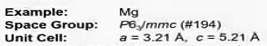 Example: Mg
Space Group: P6₃/mmc (#194)
Unit Cell: a = 3.21 Å, c = 5.21 Å